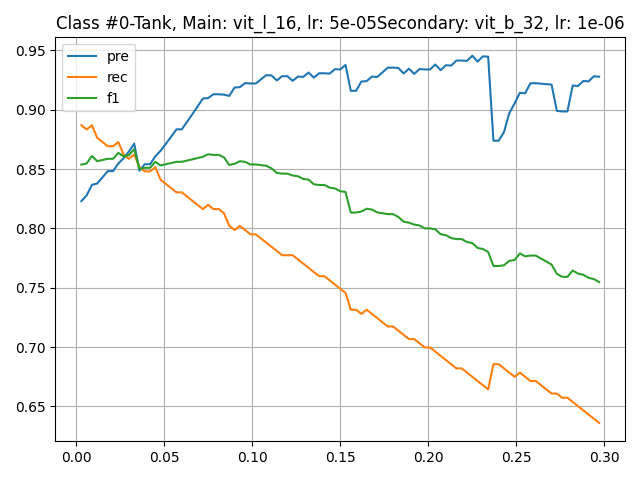 Class #0-Tank, Main: vit_l_16, lr: 5e-05Secondary: vit_b_32, lr: 1e-06
pre
rec
f1
0.95
0.90
0.85
0.80
0.75
0.70
0.65
0.00 0.05 0.10 0.15 0.20 0.25 0.30